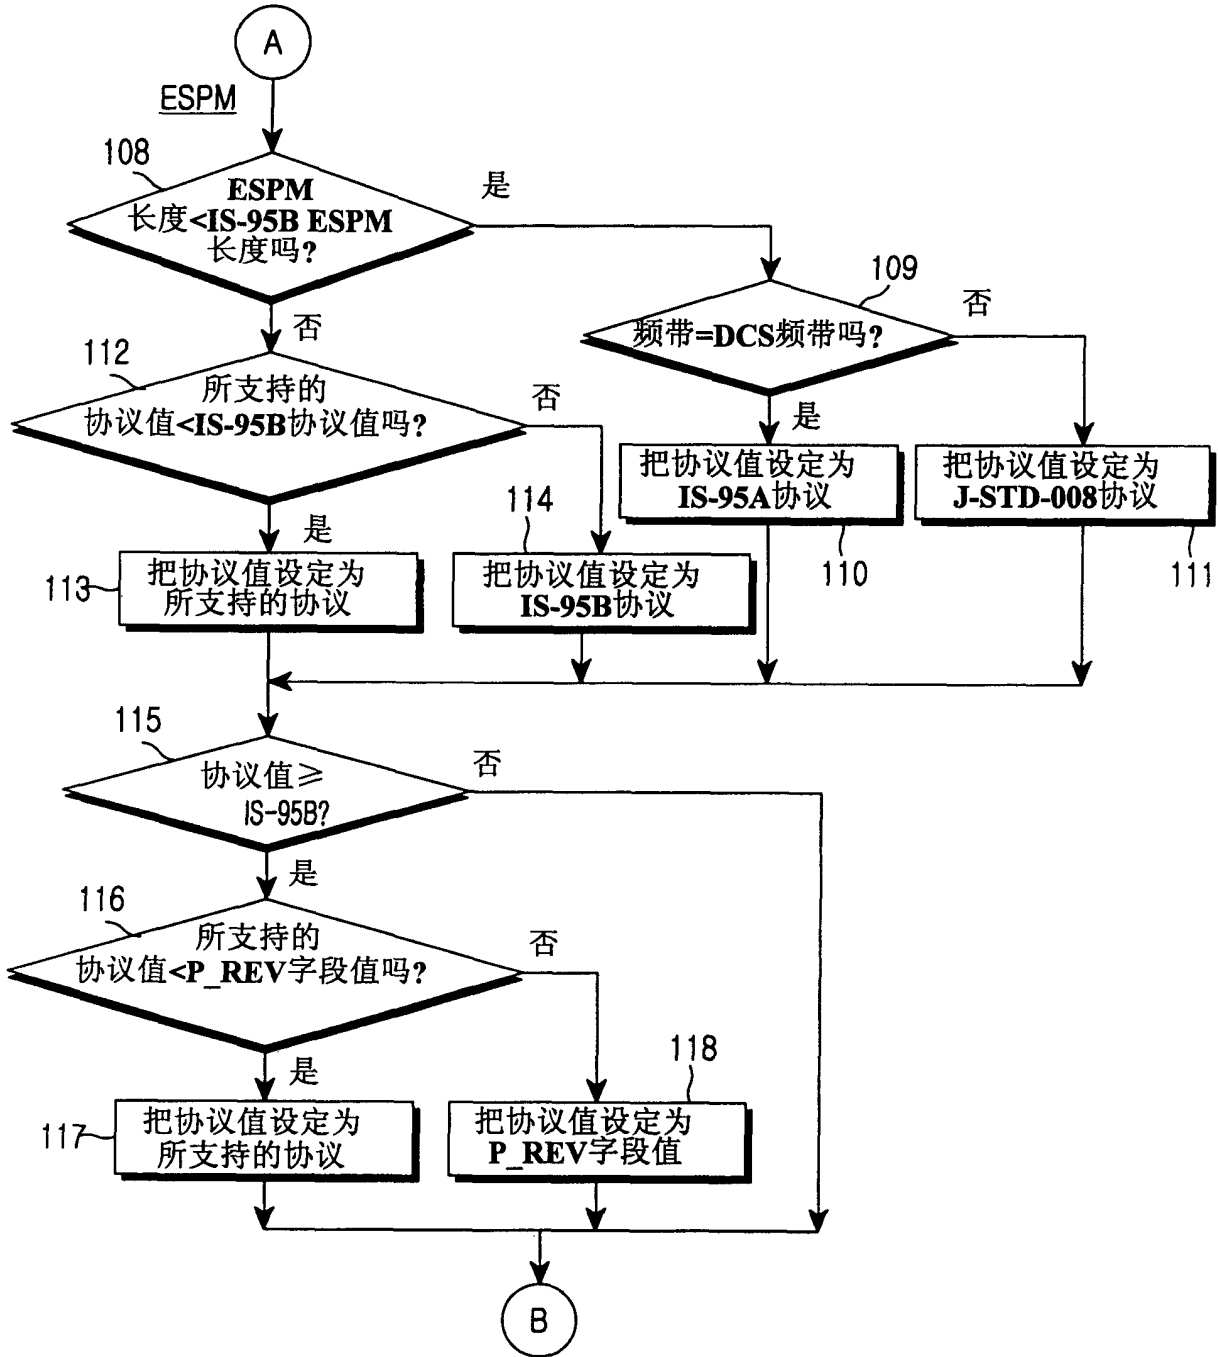 A
ESPM
108
ESPM
长度<IS-95B ESPM
长度吗?
是
否
109
频带=DCS频带吗?
否
是
112
所支持的
协议值<IS-95B协议值吗?
否
是
把协议值设定为
IS-95A协议
110
把协议值设定为
J-STD-008协议
111
113
把协议值设定为
所支持的协议
114
把协议值设定为
IS-95B协议
115
协议值≥
IS-95B?
否
是
116
所支持的
协议值<P_REV字段值吗?
否
是
117
把协议值设定为
所支持的协议
118
把协议值设定为
P_REV字段值
B